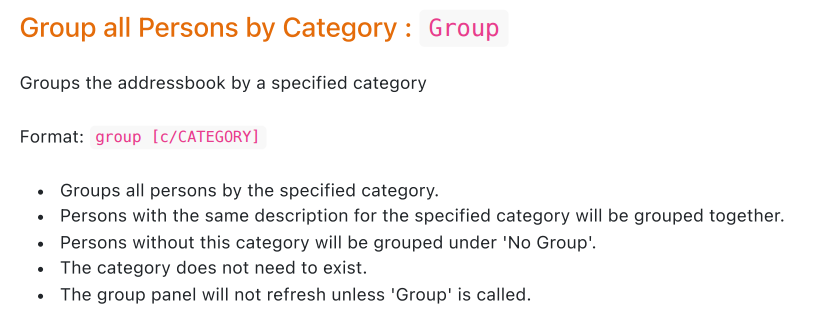 Group all Persons by Category : Group
Groups the addressbook by a specified category
Format: group [c/CATEGORY]
• Groups all persons by the specified category.
• Persons with the same description for the specified category will be grouped together.
• Persons without this category will be grouped under 'No Group'.
• The category does not need to exist.
• The group panel will not refresh unless 'Group' is called.